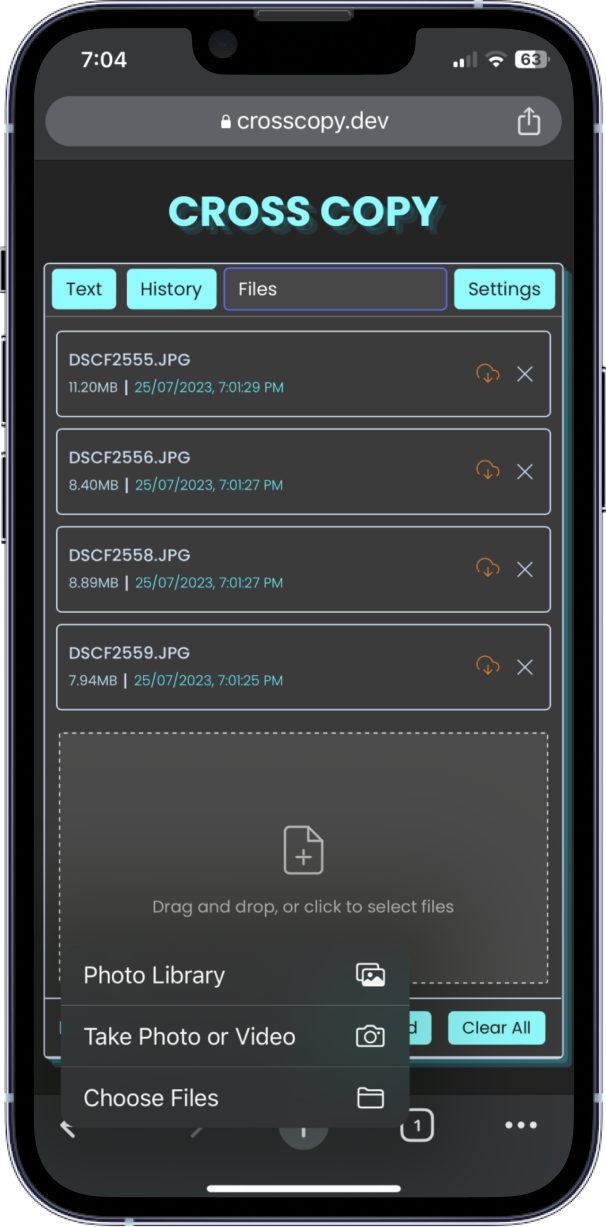 7:04
63
crosscopy.dev
CROSS COPY
Text History Files Settings
DSCF2555.JPG
11.20MB | 25/07/2023, 7:01:29 PM
DSCF2556.JPG
8.40MB | 25/07/2023, 7:01:27 PM
DSCF2558.JPG
8.89MB | 25/07/2023, 7:01:27 PM
DSCF2559.JPG
7.94MB | 25/07/2023, 7:01:25 PM
Drag and drop, or click to select files
Photo Library
Take Photo or Video
Clear All
Choose Files
1